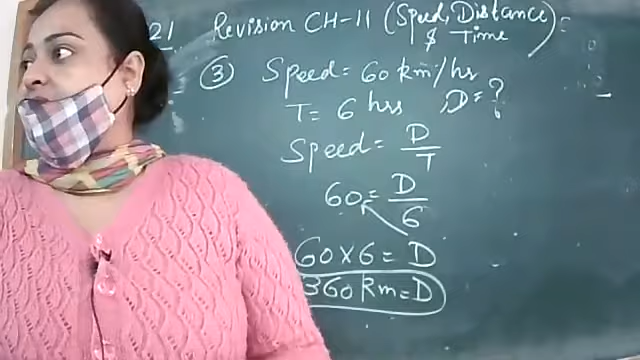 21 Revision CH-11 (Speed, Distance & Time)
③ Speed = 60 km/hr
T = 6 hrs D = ?
Speed = D/T
60 = D/6
60 x 6 = D
360 km = D